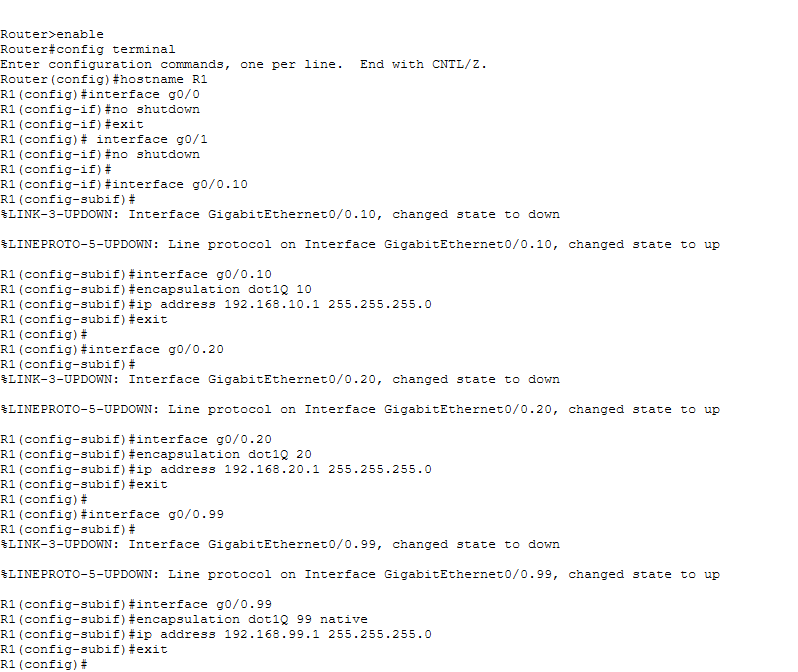 Router>enable
Router#config terminal
Enter configuration commands, one per line.  End with CNTL/Z.
Router(config)#hostname R1
R1(config)#interface g0/0
R1(config-if)#no shutdown
R1(config-if)#exit
R1(config)# interface g0/1
R1(config-if)#no shutdown
R1(config-if)#
R1(config-if)#interface g0/0.10
R1(config-subif)#
%LINK-3-UPDOWN: Interface GigabitEthernet0/0.10, changed state to down
%LINEPROTO-5-UPDOWN: Line protocol on Interface GigabitEthernet0/0.10, changed state to up
R1(config-subif)#interface g0/0.10
R1(config-subif)#encapsulation dot1Q 10
R1(config-subif)#ip address 192.168.10.1 255.255.255.0
R1(config-subif)#exit
R1(config)#
R1(config)#interface g0/0.20
R1(config-subif)#
%LINK-3-UPDOWN: Interface GigabitEthernet0/0.20, changed state to down
%LINEPROTO-5-UPDOWN: Line protocol on Interface GigabitEthernet0/0.20, changed state to up
R1(config-subif)#interface g0/0.20
R1(config-subif)#encapsulation dot1Q 20
R1(config-subif)#ip address 192.168.20.1 255.255.255.0
R1(config-subif)#exit
R1(config)#
R1(config)#interface g0/0.99
R1(config-subif)#
%LINK-3-UPDOWN: Interface GigabitEthernet0/0.99, changed state to down
%LINEPROTO-5-UPDOWN: Line protocol on Interface GigabitEthernet0/0.99, changed state to up
R1(config-subif)#interface g0/0.99
R1(config-subif)#encapsulation dot1Q 99 native
R1(config-subif)#ip address 192.168.99.1 255.255.255.0
R1(config-subif)#exit
R1(config)#